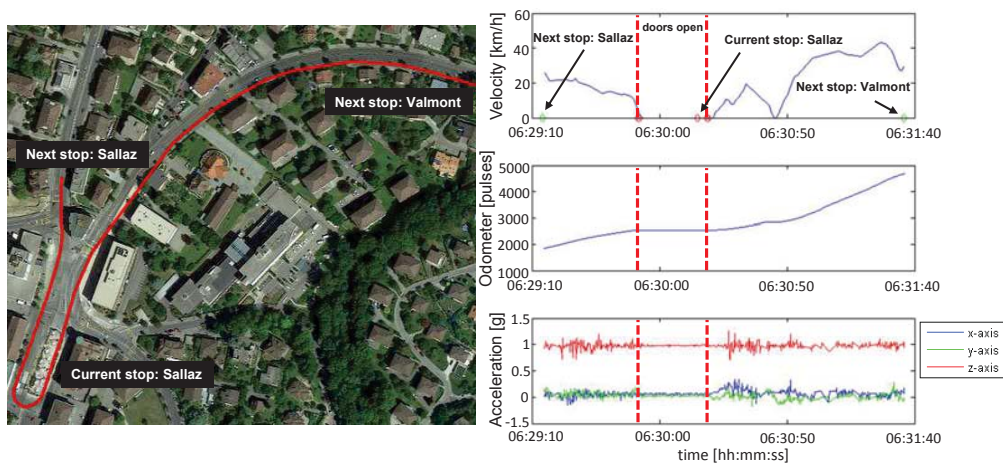 Next stop: Valmont
Next stop: Sallaz
Current stop: Sallaz
Velocity [km/h]
60
40
20
0
Next stop: Sallaz
doors open
Current stop: Sallaz
Next stop: Valmont
06:29:10
06:30:00
06:30:50
06:31:40
Odometer [pulses]
5000
4000
3000
2000
1000
06:29:10
06:30:00
06:30:50
06:31:40
Acceleration [g]
1.5
1
0.5
0
-1.5
x-axis
y-axis
z-axis
06:29:10
06:30:00
06:30:50
06:31:40
time [hh:mm:ss]